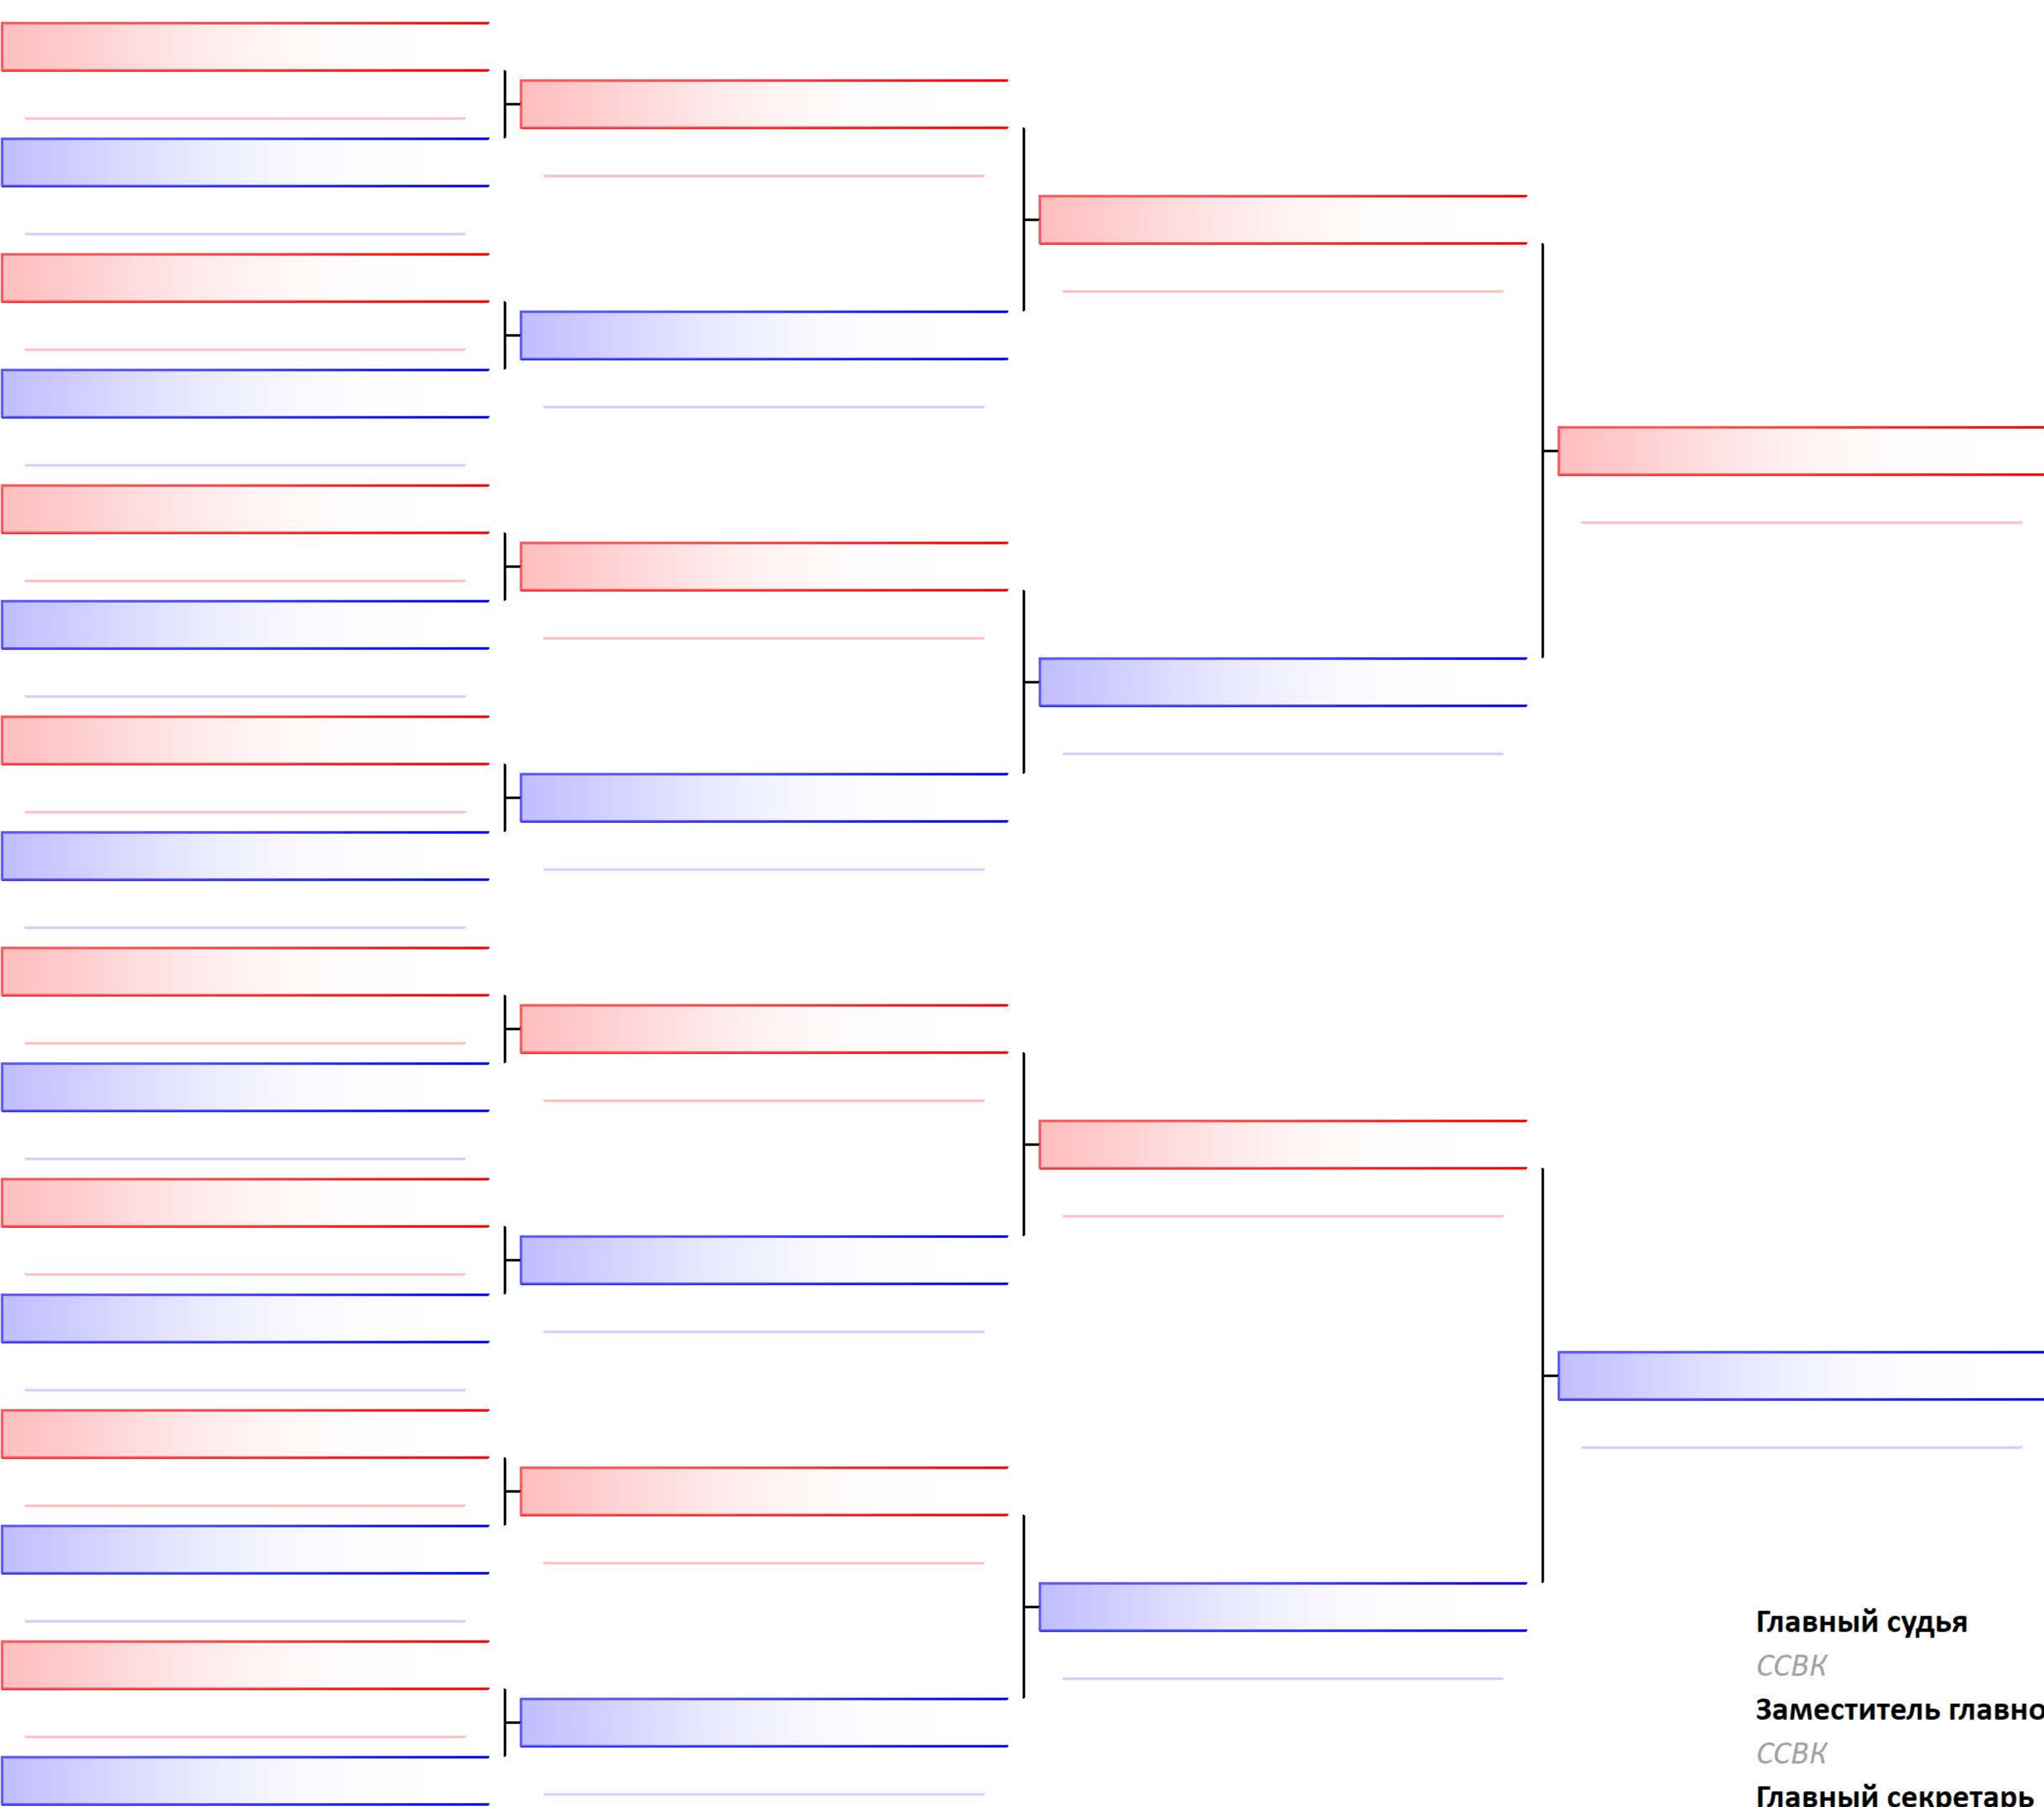 Главный судья
ССВК
Заместитель главно
ССВК
Главный секретарь